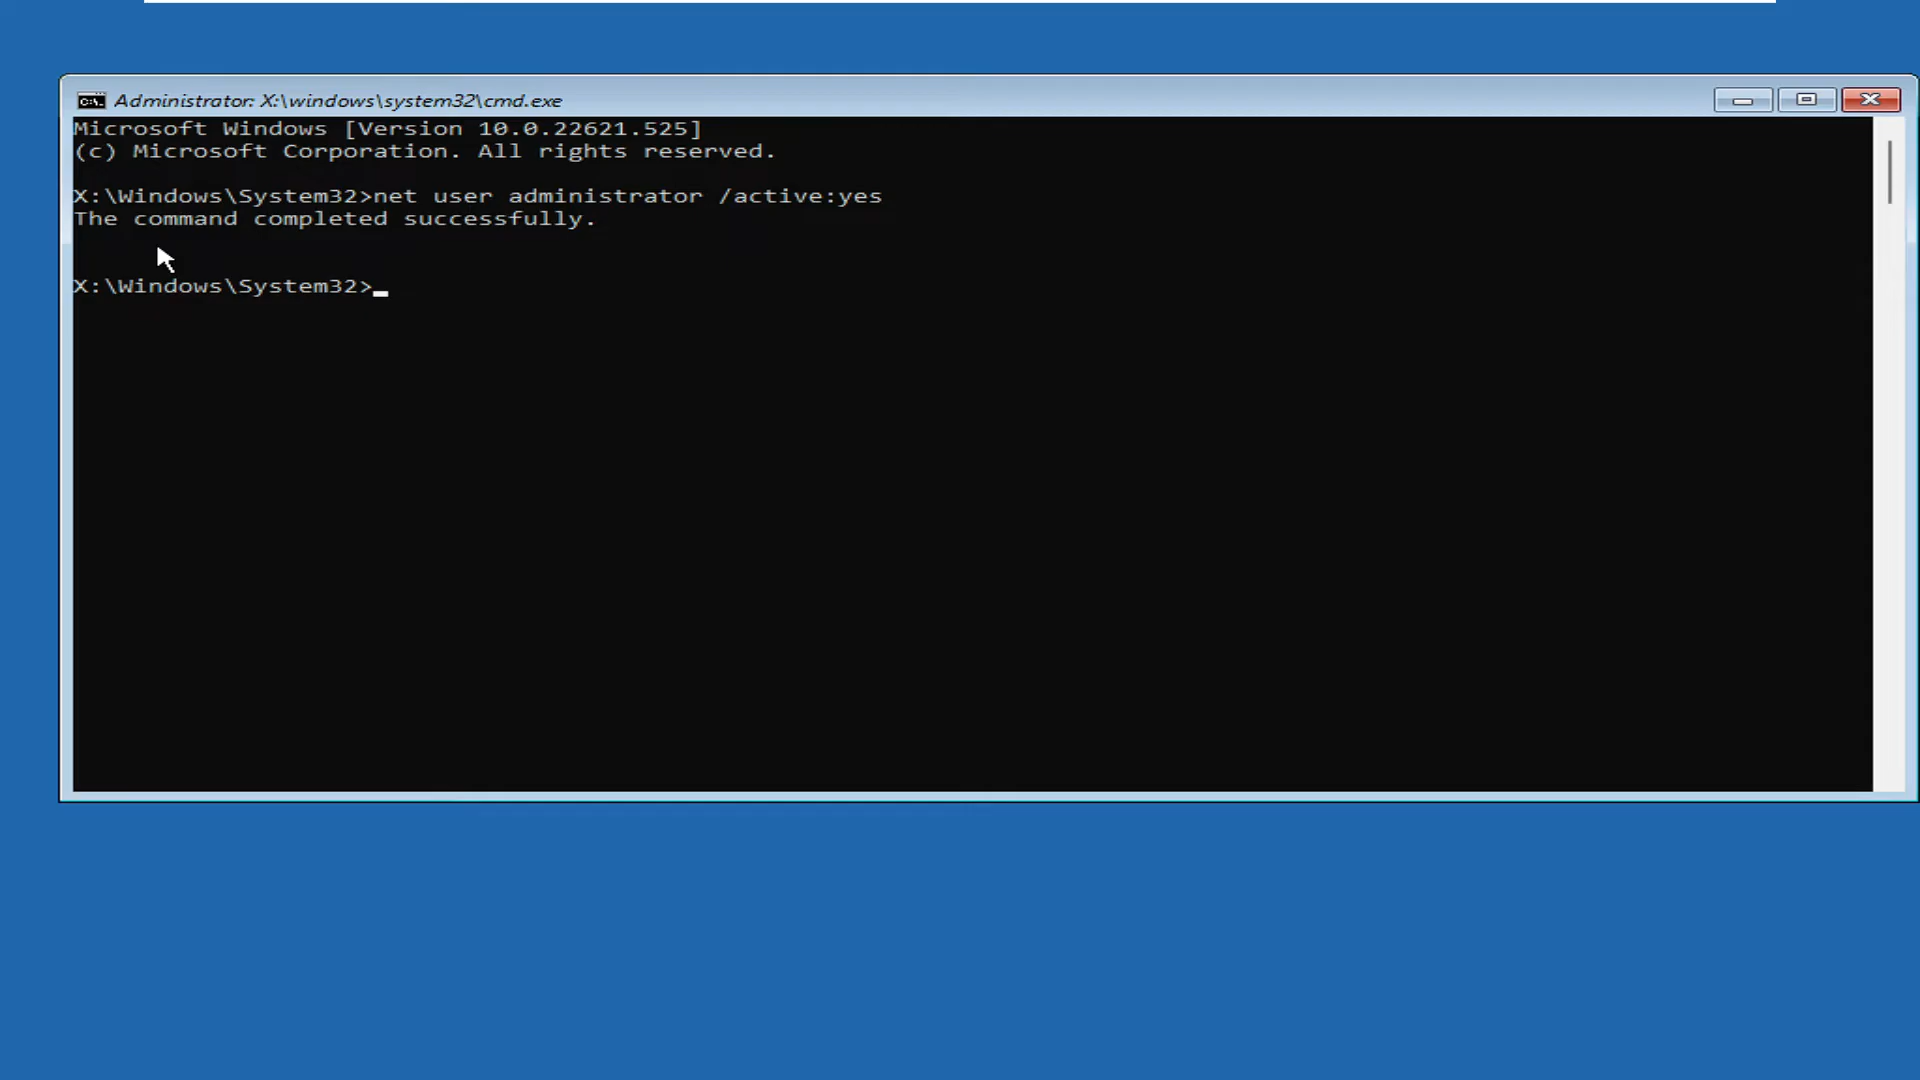 Administrator: X:\windows\system32\cmd.exe
Microsoft Windows [Version 10.0.22621.525]
(c) Microsoft Corporation. All rights reserved.
X:\Windows\System32>net user administrator /active:yes
The command completed successfully.
X:\Windows\System32>